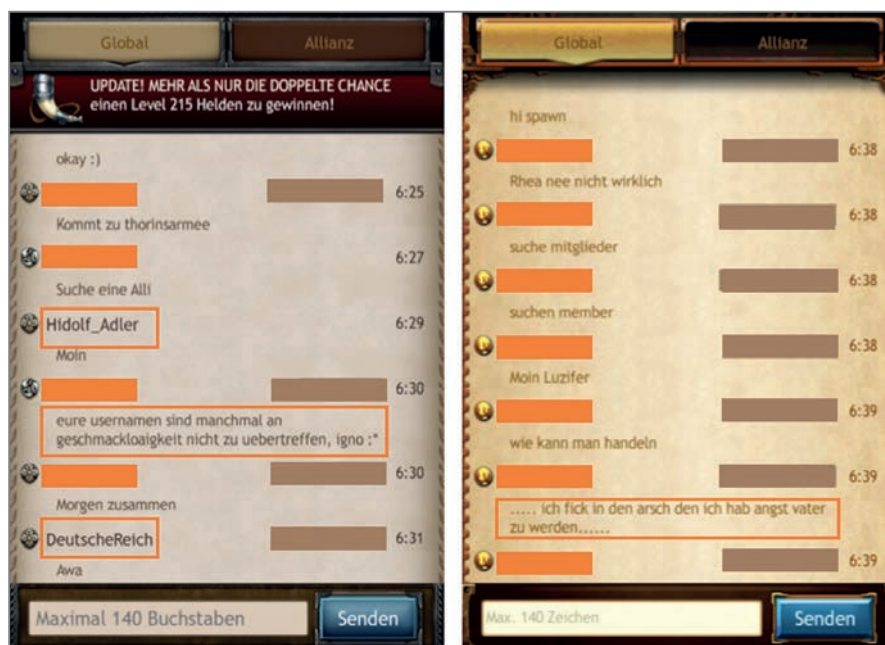 Global
Allianz
UPDATE! MEHR ALS NUR DIE DOPPELTE CHANCE
einen Level 215 Helden zu gewinnen!
okay :)
6:25
Kommt zu thorinsarmee
6:27
Suche eine Alli
Hidolf_Adler 6:29
Moin
6:30
eure usernamen sind manchmal an
geschmackloaigkeit nicht zu uebertreffen, igno :*
6:30
Morgen zusammen
DeutscheReich 6:31
Awa
Maximal 140 Buchstaben
Senden
Global
Allianz
hi spawn
6:38
Rhea nee nicht wirklich
6:38
suche mitglieder
6:38
suchen member
6:38
Moin Luzifer
6:39
wie kann man handeln
6:39
..... ich fick in den arsch den ich hab angst vater
zu werden......
6:39
Max. 140 Zeichen
Senden